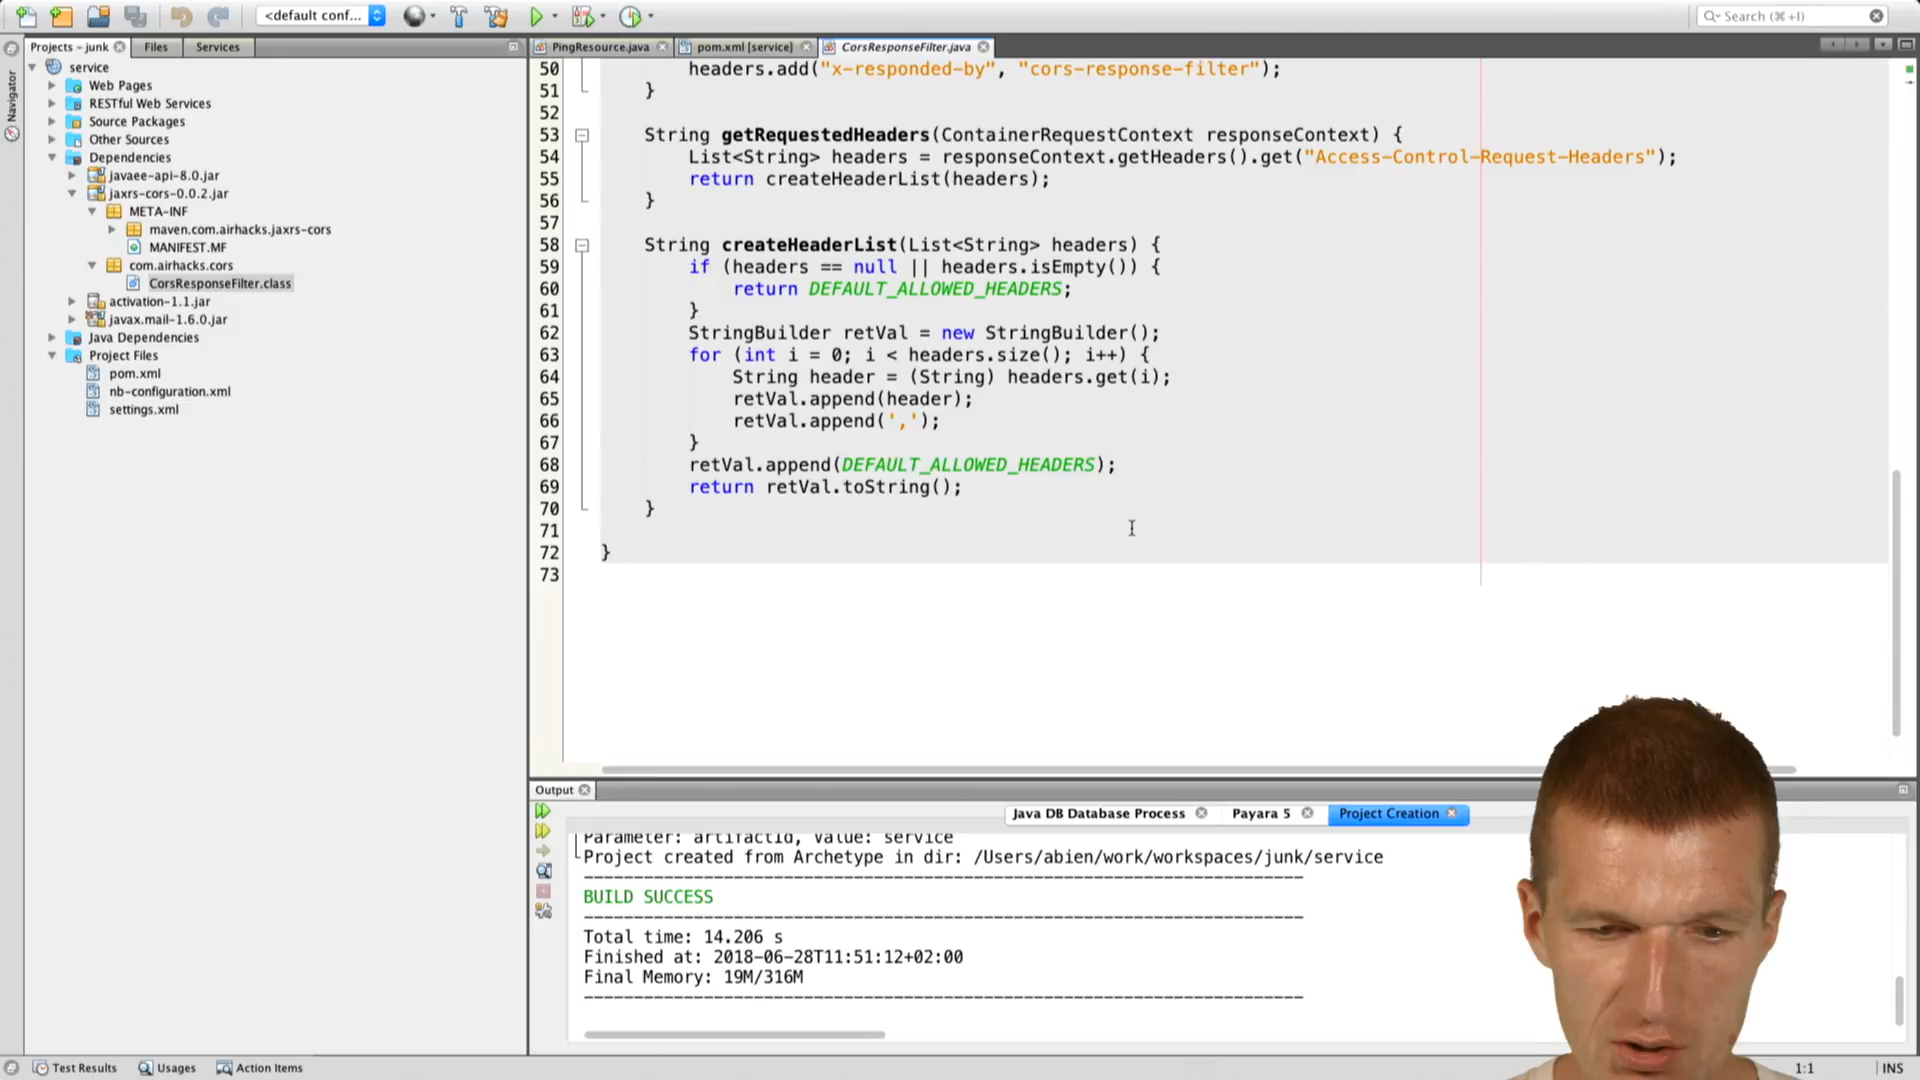 <default conf...
Search (⌘+I)
Projects - junk
Files
Services
PingResource.java
pom.xml [service]
CorsResponseFilter.java
Navigator
service
Web Pages
RESTful Web Services
Source Packages
Other Sources
Dependencies
javaee-api-8.0.jar
jaxrs-cors-0.0.2.jar
META-INF
maven.com.airhacks.jaxrs-cors
MANIFEST.MF
com.airhacks.cors
CorsResponseFilter.class
activation-1.1.jar
javax.mail-1.6.0.jar
Java Dependencies
Project Files
pom.xml
nb-configuration.xml
settings.xml
50 headers.add("x-responded-by", "cors-response-filter");
51 }
52
53 String getRequestedHeaders(ContainerRequestContext responseContext) {
54 List<String> headers = responseContext.getHeaders().get("Access-Control-Request-Headers");
55 return createHeaderList(headers);
56 }
57
58 String createHeaderList(List<String> headers) {
59 if (headers == null || headers.isEmpty()) {
60 return DEFAULT_ALLOWED_HEADERS;
61 }
62 StringBuilder retVal = new StringBuilder();
63 for (int i = 0; i < headers.size(); i++) {
64 String header = (String) headers.get(i);
65 retVal.append(header);
66 retVal.append(',');
67 }
68 retVal.append(DEFAULT_ALLOWED_HEADERS);
69 return retVal.toString();
70 }
71
72 }
73
Output
Java DB Database Process
Payara 5
Project Creation
Parameter: artifactId, Value: service
Project created from Archetype in dir: /Users/abien/work/workspaces/junk/service
------------------------------------------------------------------------
BUILD SUCCESS
------------------------------------------------------------------------
Total time: 14.206 s
Finished at: 2018-06-28T11:51:12+02:00
Final Memory: 19M/316M
------------------------------------------------------------------------
Test Results
Usages
Action Items
1:1
INS